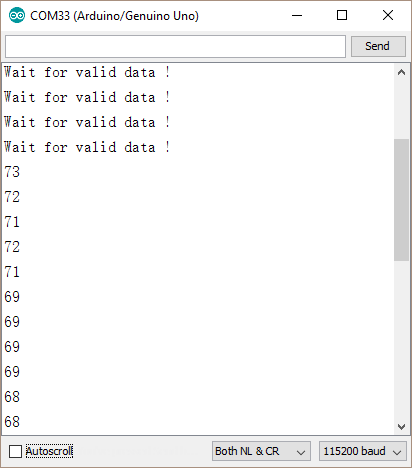 COM33 (Arduino/Genuino Uno)
Send
Wait for valid data !
Wait for valid data !
Wait for valid data !
Wait for valid data !
73
72
71
72
71
69
69
69
69
68
68
Autoscroll
Both NL & CR
115200 baud